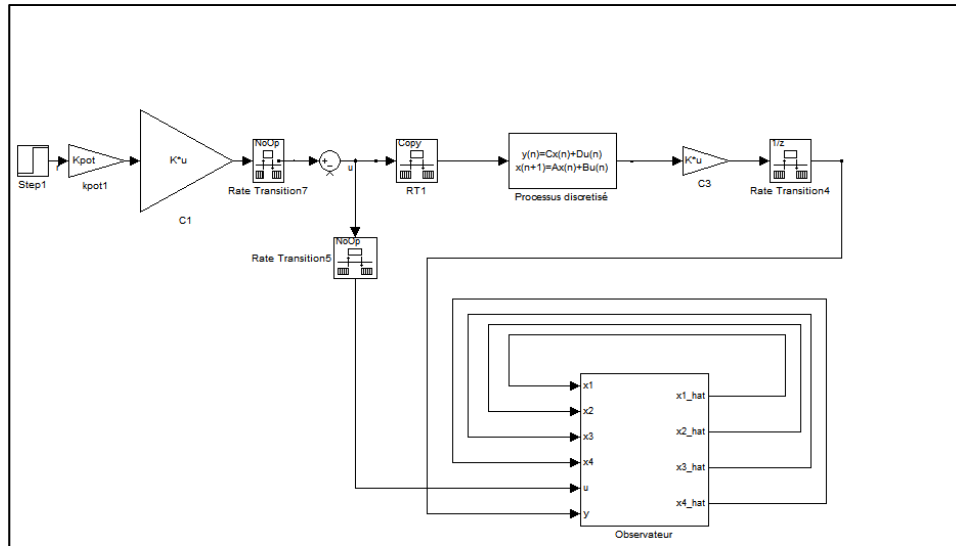 NoOp
Copy
1/z
Kpot
K*u
y(n)=Cx(n)+Du(n)
x(n+1)=Ax(n)+Bu(n)
K*u
r
u
Step1
kpot1
Rate Transition7
RT1
Processus discretisé
C3
Rate Transition4
C1
NoOp
Rate Transition5
x1
x1_hat
x2
x2_hat
x3
x3_hat
x4
x4_hat
u
y
Observateur